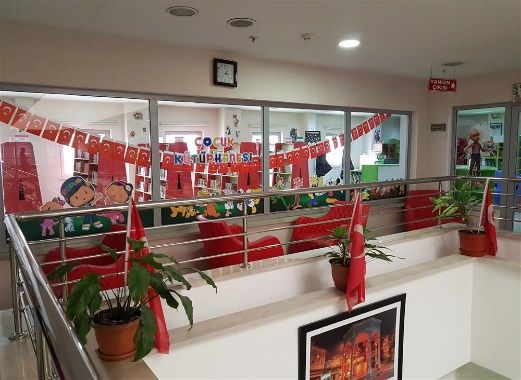 YANGIN
ÇIKIŞI
ÇOCUK
KÜTÜPHANESİ